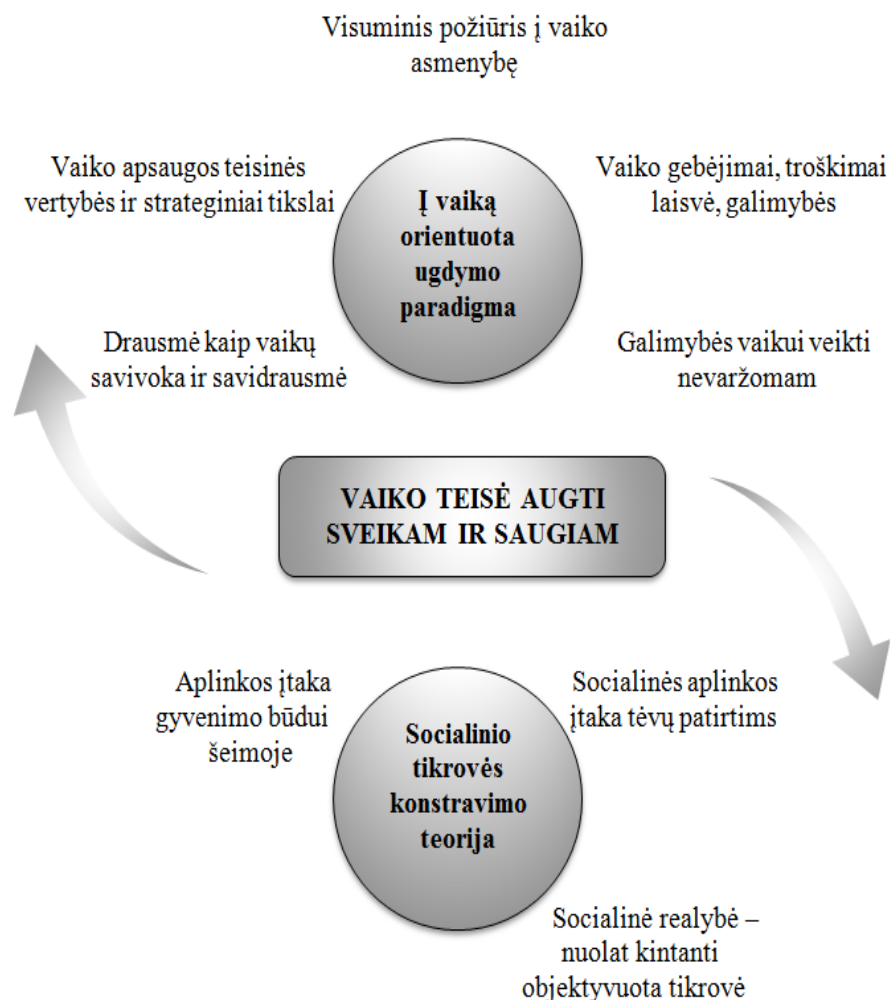 Visuminis požiūris į vaiko
asmenybę
Vaiko apsaugos teisinės
vertybės ir strateginiai tikslai
Į vaiką
orientuota
ugdymo
paradigma
Vaiko gebėjimai, troškimai
laisvė, galimybės
Drausmė kaip vaikų
savivoka ir savidrausmė
Galimybės vaikui veikti
nevaržomam
VAIKO TEISĖ AUGTI
SVEIKAM IR SAUGIAM
Aplinkos įtaka
gyvenimo būdui
šeimoje
Socialinio
tikrovės
konstravimo
teorija
Socialinės aplinkos
įtaka tėvų patirtims
Socialinė realybė –
nuolat kintanti
objektyvuota tikrovė